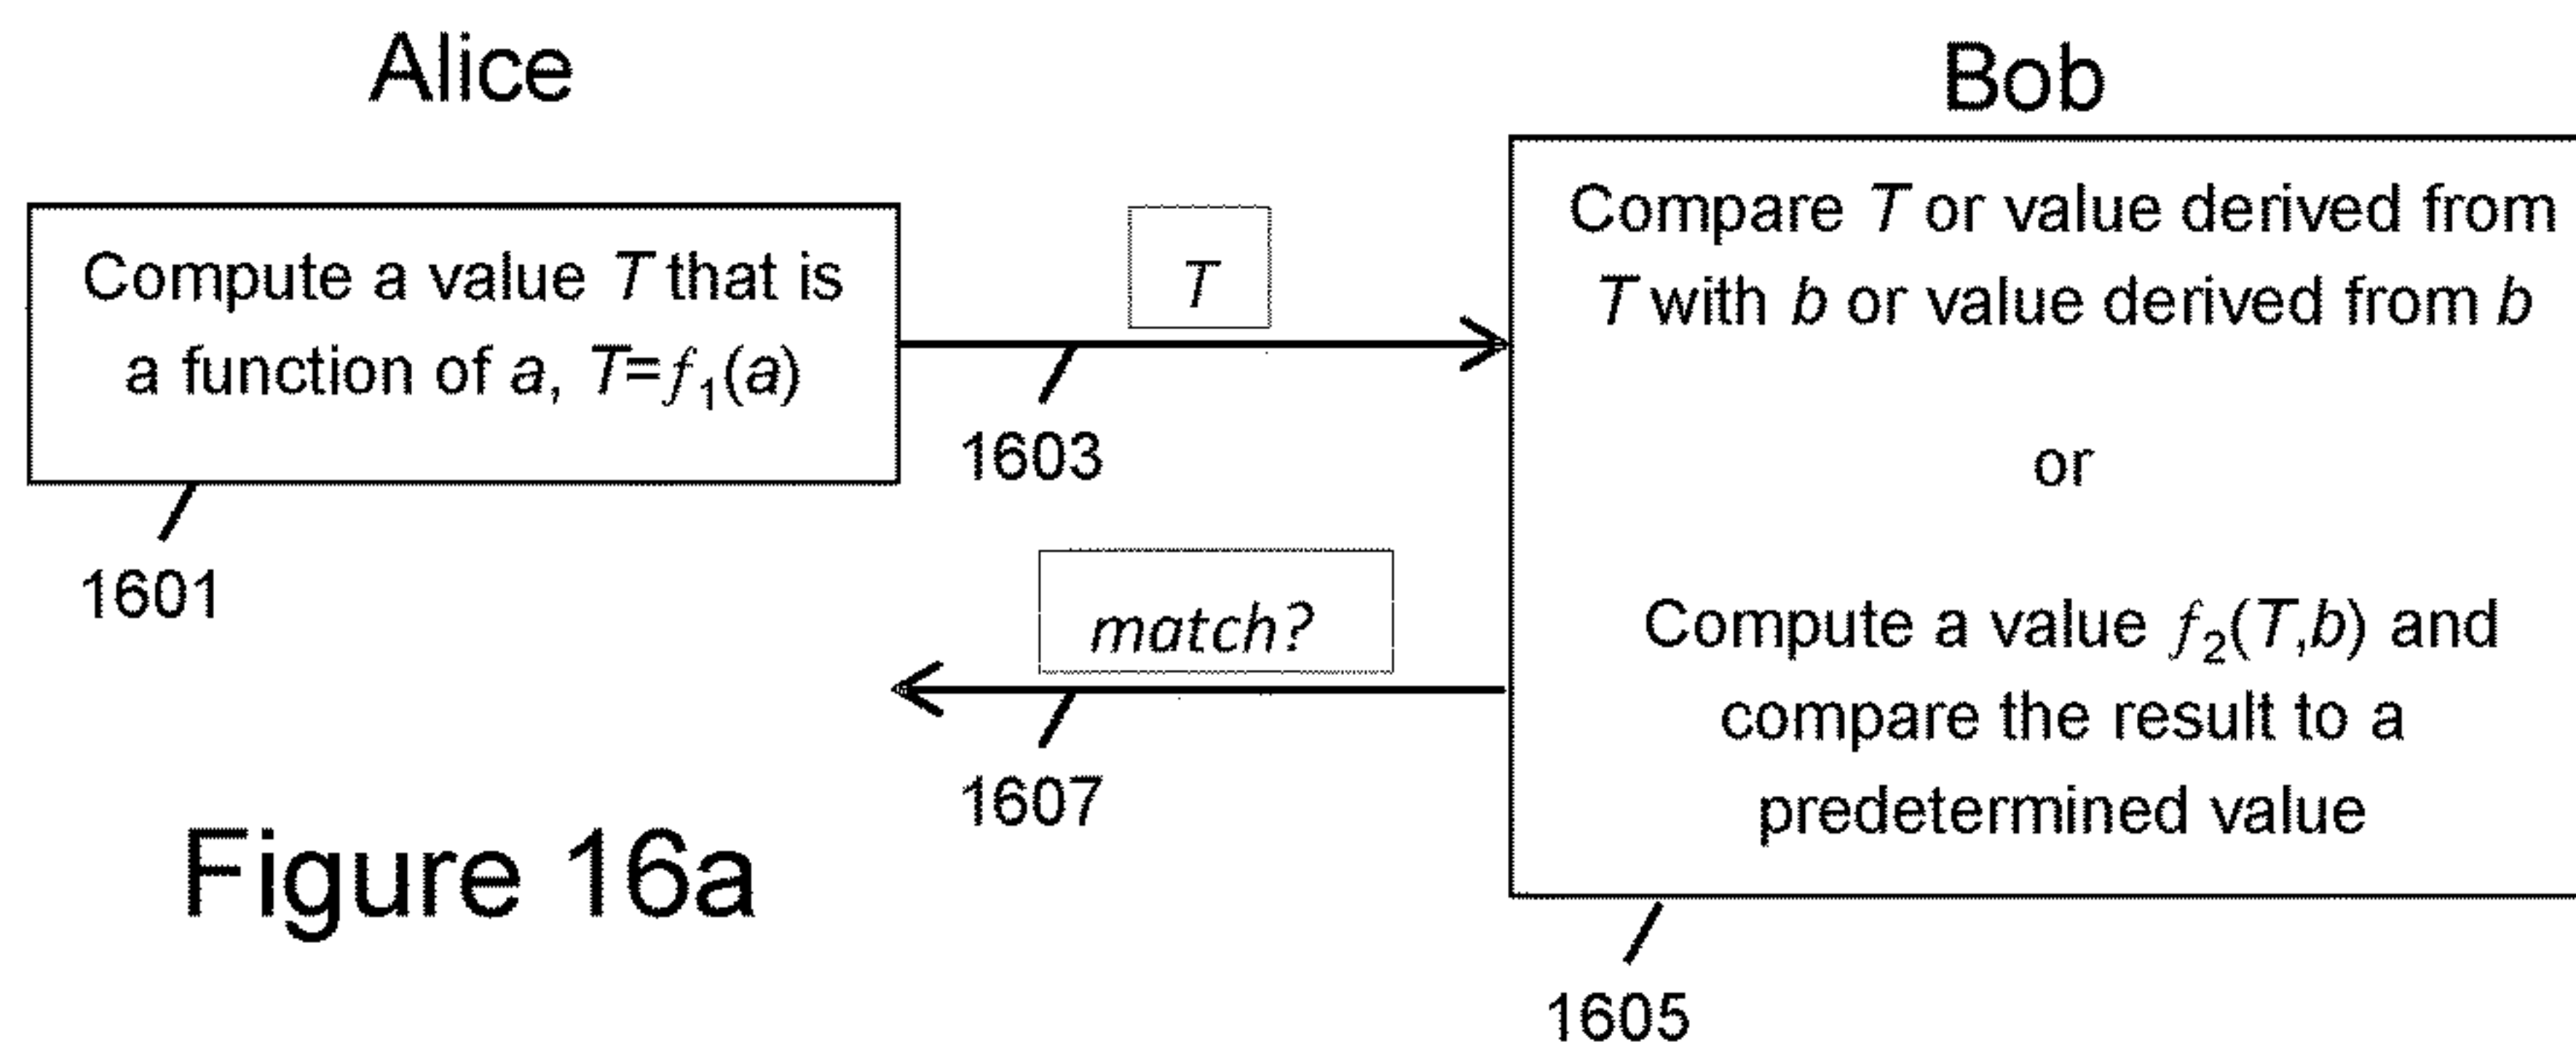 Alice
Bob
Compute a value T that is
a function of a, T=f₁(a)
1601
T
1603
match?
1607
Compare T or value derived from
T with b or value derived from b
or
Compute a value f₂(T,b) and
compare the result to a
predetermined value
1605
Figure 16a